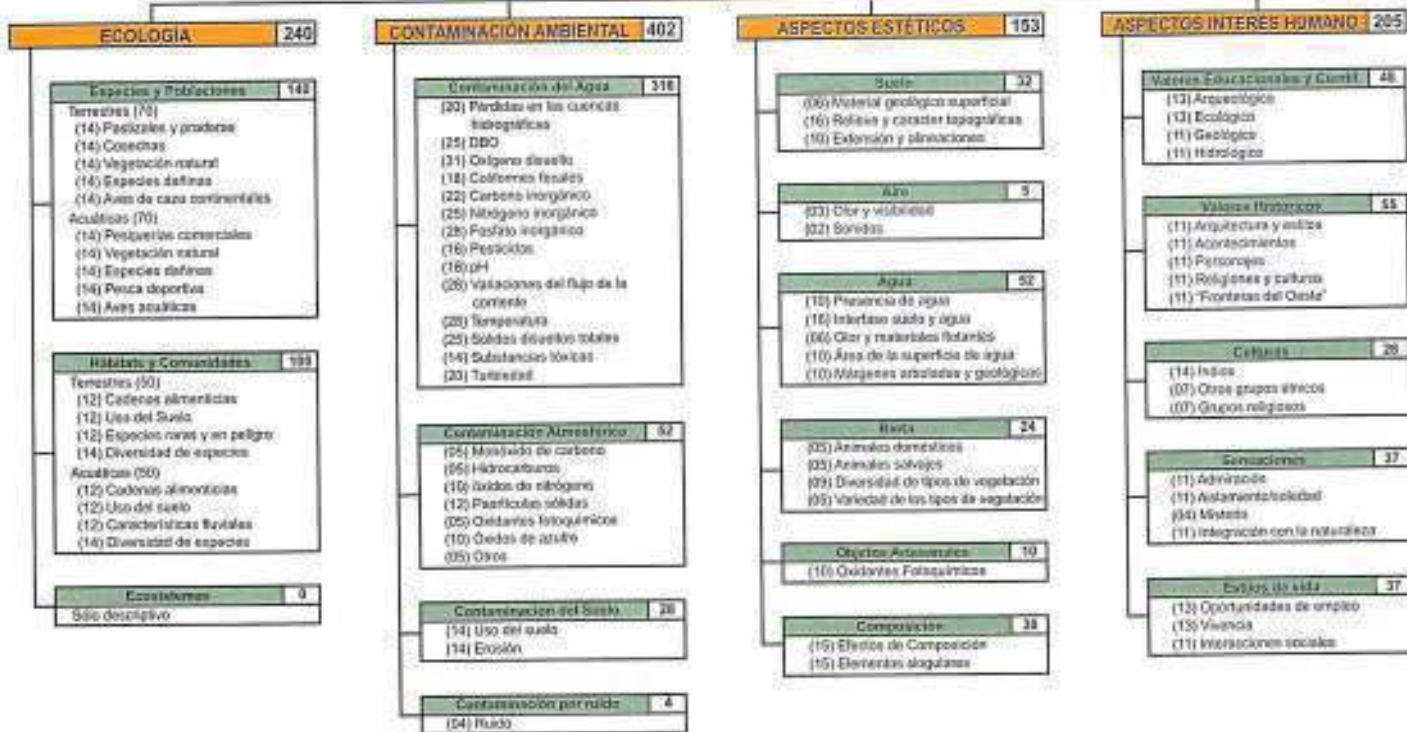 ECOLOGÍA 240
Especies y Poblaciones 140
Terrestres (70)
(14) Pastizales y praderas
(14) Cosechas
(14) Vegetación natural
(14) Especies dañinas
(14) Aves de caza continentales
Acuáticas (70)
(14) Pesquerías comerciales
(14) Vegetación natural
(14) Especies dañinas
(14) Pesca deportiva
(14) Aves acuáticas
Hábitats y Comunidades 100
Terrestres (50)
(12) Cadenas alimenticias
(12) Uso del Suelo
(12) Especies raras y en peligro
(14) Diversidad de especies
Acuáticas (50)
(12) Cadenas alimenticias
(12) Uso del suelo
(12) Características fluviales
(14) Diversidad de especies
Ecosistemas 0
Sólo descriptivo
CONTAMINACIÓN AMBIENTAL 402
Contaminación del Agua 318
(20) Pérdidas en las cuencas
hidrográficas
(25) DBO
(31) Oxígeno disuelto
(18) Coliformes fecales
(22) Carbono inorgánico
(25) Nitrógeno inorgánico
(28) Fosfato inorgánico
(16) Pesticidas
(18) pH
(28) Variaciones del flujo de la
corriente
(28) Temperatura
(25) Sólidos disueltos totales
(14) Substancias tóxicas
(20) Turbiedad
Contaminación Atmosférica 52
(05) Monóxido de carbono
(05) Hidrocarburos
(10) óxidos de nitrógeno
(12) Paarticulas sólidas
(05) Oxidantes fotoquímicos
(10) Óxidos de azufre
(05) Otros
Contaminación del Suelo 28
(14) Uso del suelo
(14) Erosión
Contaminación por ruido 4
(04) Ruido
ASPECTOS ESTÉTICOS 153
Suelo 32
(06) Material geológico superficial
(16) Relieve y caracter topográficas
(10) Extensión y alineaciones
Aire 5
(03) Olor y visibilidad
(02) Sonidos
Agua 52
(10) Presencia de agua
(16) Interfase suelo y agua
(06) Olor y materiales flotantes
(10) Área de la superficie de agua
(10) Márgenes arboladas y geológicas
Biota 24
(05) Animales domésticos
(05) Animales salvajes
(09) Diversidad de tipos de vegetación
(05) Variedad de los tipos de vegetación
Objetos Artesanales 10
(10) Oxidantes Fotoquímicos
Composición 30
(15) Efectos de Composición
(15) Elementos singulares
ASPECTOS INTERÉS HUMANO 205
Valores Educacionales y Cientif. 48
(13) Arqueológico
(13) Ecológico
(11) Geológico
(11) Hidrológico
Valores Históricos 55
(11) Arquitectura y estilos
(11) Acontecimientos
(11) Personajes
(11) Religiones y culturas
(11) "Fronteras del Oeste"
Culturas 28
(14) Indios
(07) Otros grupos étnicos
(07) Grupos religiosos
Sensaciones 37
(11) Admiración
(11) Aislamiento/soledad
(04) Misterio
(11) Integración con la naturaleza
Estilos de vida 37
(13) Oportunidades de empleo
(13) Vivencia
(11) Interacciones sociales